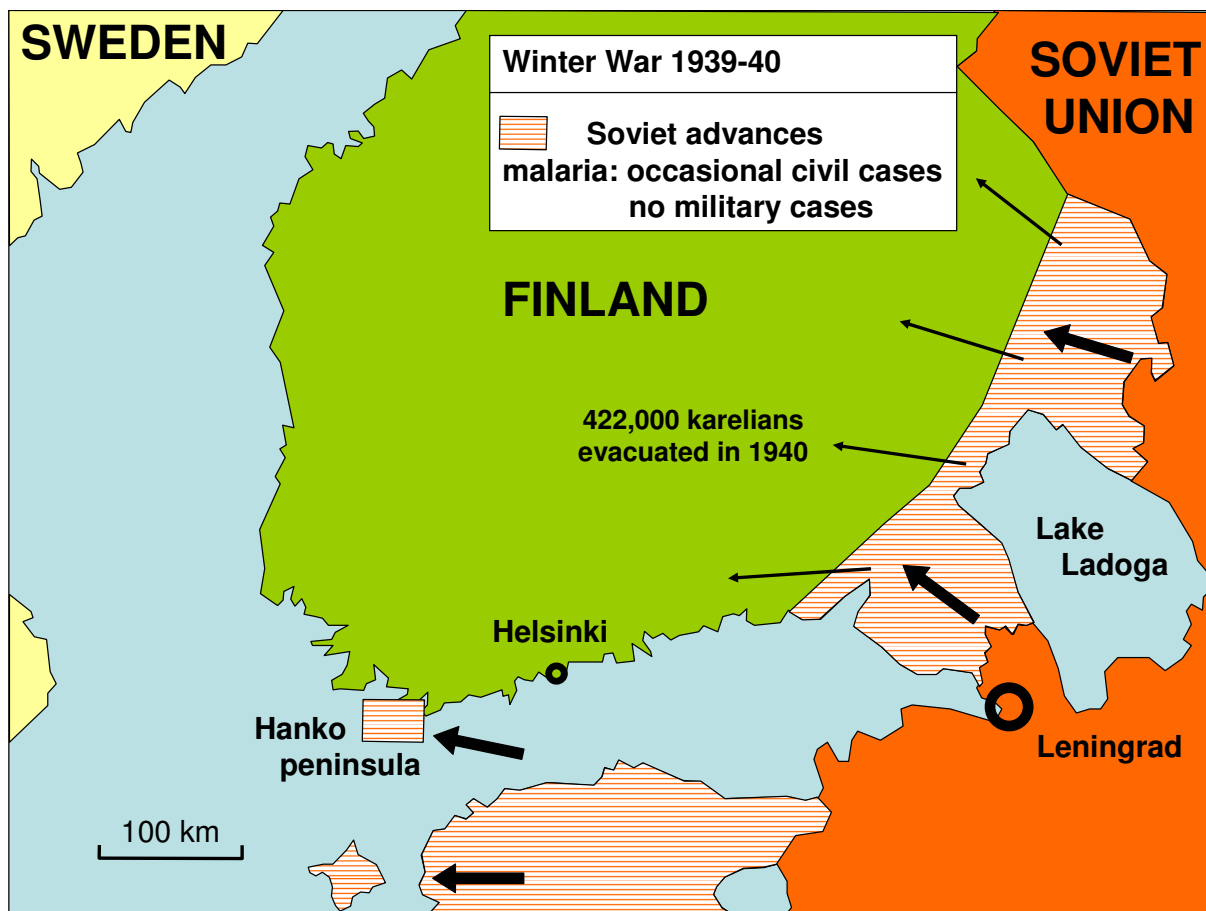 SWEDEN
Winter War 1939-40
SOVIET
UNION
Soviet advances
malaria: occasional civil cases
no military cases
FINLAND
422,000 karelians
evacuated in 1940
Lake
Ladoga
Helsinki
Hanko
peninsula
Leningrad
100 km